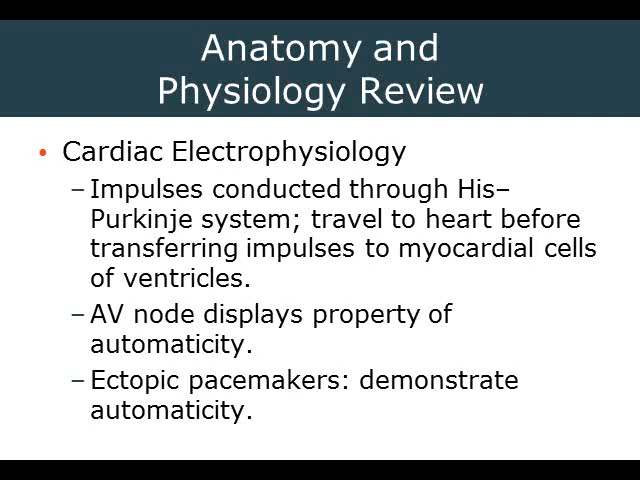 Anatomy and
Physiology Review
• Cardiac Electrophysiology
– Impulses conducted through His–
Purkinje system; travel to heart before
transferring impulses to myocardial cells
of ventricles.
– AV node displays property of
automaticity.
– Ectopic pacemakers: demonstrate
automaticity.